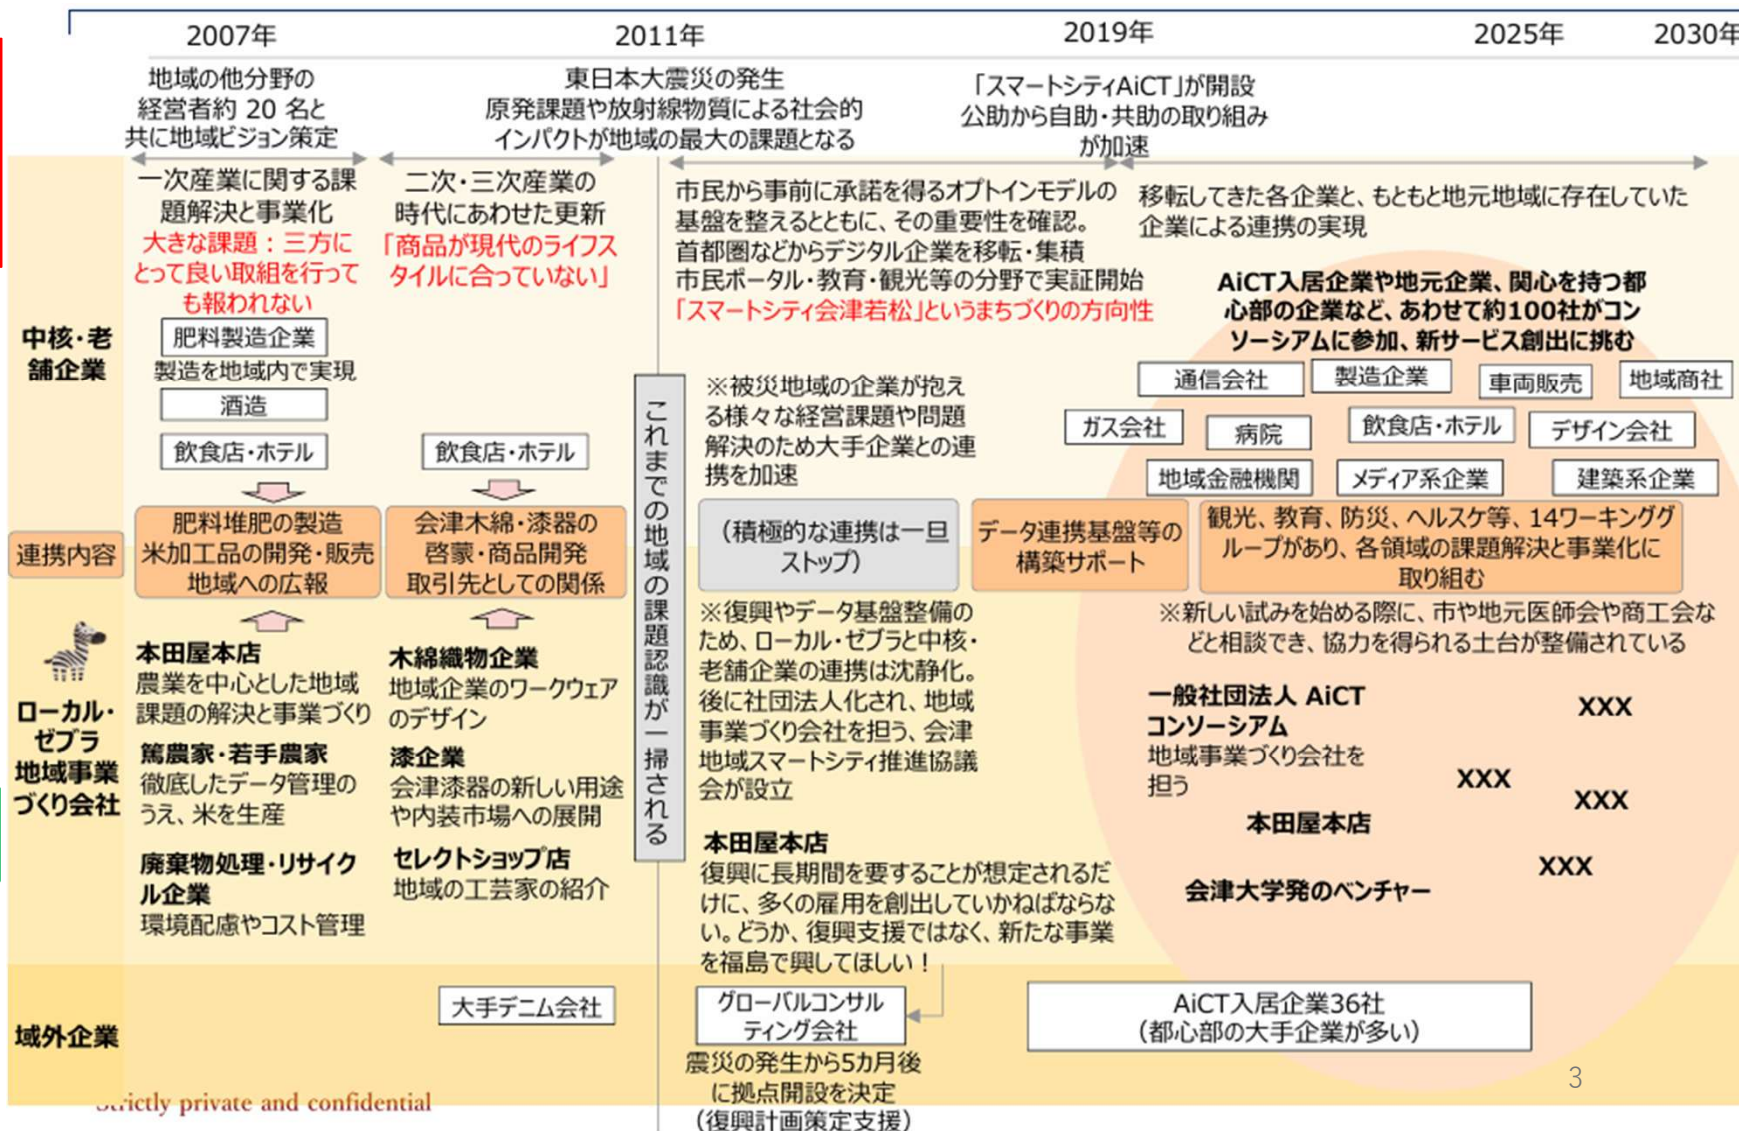 2007年
2011年
2019年
2025年
2030年
地域の他分野の
経営者約 20 名と
共に地域ビジョン策定
東日本大震災の発生
原発課題や放射線物質による社会的
インパクトが地域の最大の課題となる
「スマートシティAiCT」が開設
公助から自助・共助の取り組み
が加速
中核・老
舗企業
一次産業に関する課
題解決と事業化
大きな課題：三方に
とって良い取組を行って
も報われない
肥料製造企業
製造を地域内で実現
酒造
飲食店・ホテル
二次・三次産業の
時代にあわせた更新
「商品が現代のライフス
タイルに合っていない」
飲食店・ホテル
これまでの地域の課題認識が一掃される
市民から事前に承諾を得るオプトインモデルの
基盤を整えるとともに、その重要性を確認。
首都圏などからデジタル企業を移転・集積
市民ポータル・教育・観光等の分野で実証開始
「スマートシティ会津若松」というまちづくりの方向性
※被災地域の企業が抱え
る様々な経営課題や問題
解決のため大手企業との連
携を加速
移転してきた各企業と、もともと地元地域に存在していた
企業による連携の実現
AiCT入居企業や地元企業、関心を持つ都
心部の企業など、あわせて約100社がコン
ソーシアムに参加、新サービス創出に挑む
通信会社
製造企業
車両販売
地域商社
ガス会社
病院
飲食店・ホテル
デザイン会社
地域金融機関
メディア系企業
建築系企業
連携内容
肥料堆肥の製造
米加工品の開発・販売
地域への広報
会津木綿・漆器の
啓蒙・商品開発
取引先としての関係
（積極的な連携は一旦
ストップ）
データ連携基盤等の
構築サポート
観光、教育、防災、ヘルスケ等、14ワーキンググ
ループがあり、各領域の課題解決と事業化に
取り組む
ローカル・
ゼブラ
地域事業
づくり会社
本田屋本店
農業を中心とした地域
課題の解決と事業づくり
篤農家・若手農家
徹底したデータ管理の
うえ、米を生産
廃棄物処理・リサイク
ル企業
環境配慮やコスト管理
木綿織物企業
地域企業のワークウェア
のデザイン
漆企業
会津漆器の新しい用途
や内装市場への展開
セレクトショップ店
地域の工芸家の紹介
※復興やデータ基盤整備の
ため、ローカル・ゼブラと中核・
老舗企業の連携は沈静化。
後に社団法人化され、地域
事業づくり会社を担う、会津
地域スマートシティ推進協議
会が設立
本田屋本店
復興に長期間を要することが想定されるだ
けに、多くの雇用を創出していかねばならな
い。どうか、復興支援ではなく、新たな事業
を福島で興してほしい！
※新しい試みを始める際に、市や地元医師会や商工会な
どと相談でき、協力を得られる土台が整備されている
一般社団法人 AiCT
コンソーシアム
地域事業づくり会社を
担う
XXX
XXX
XXX
本田屋本店
XXX
会津大学発のベンチャー
域外企業
大手デニム会社
グローバルコンサル
ティング会社
震災の発生から5カ月後
に拠点開設を決定
（復興計画策定支援）
AiCT入居企業36社
（都心部の大手企業が多い）
3
Strictly private and confidential